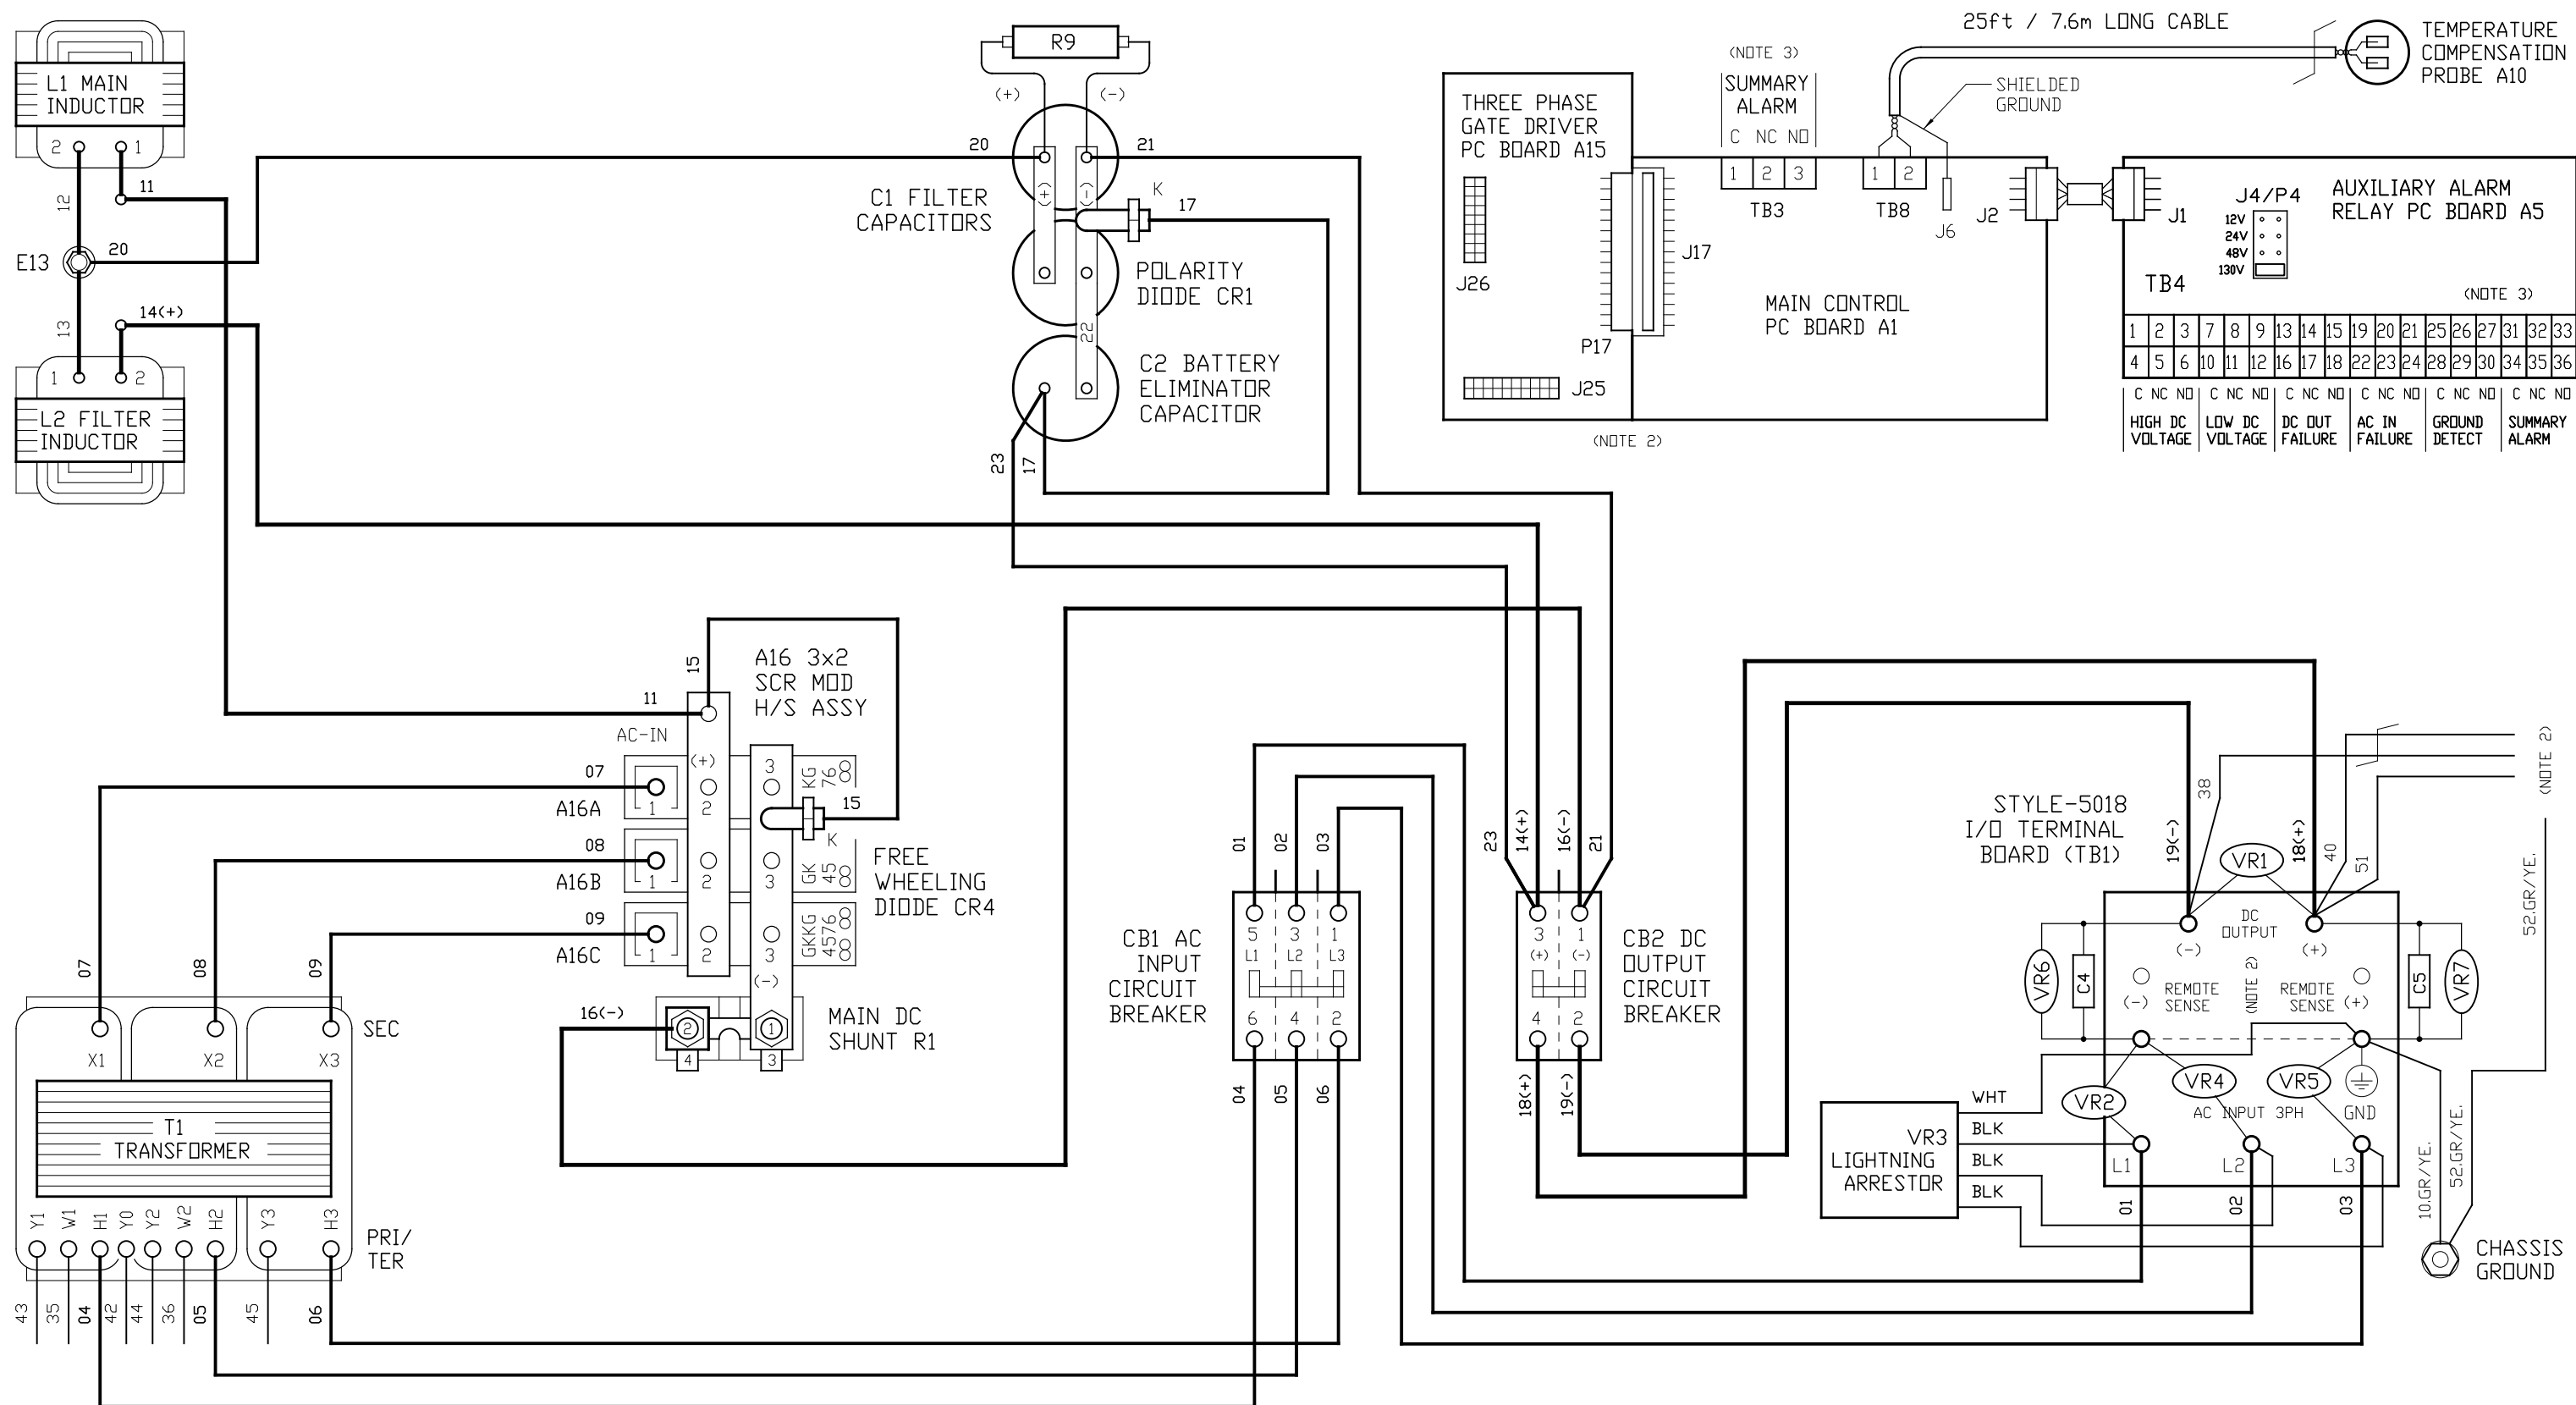 25ft / 7.6m LONG CABLE
TEMPERATURE
COMPENSATION
PROBE A10
L1 MAIN
INDUCTOR
2
1
11
12
E13
20
13
14(+)
1
2
L2 FILTER
INDUCTOR
R9
(+)
(-)
20
21
(+)
(-)
K
17
C1 FILTER
CAPACITORS
POLARITY
DIODE CR1
22
C2 BATTERY
ELIMINATOR
CAPACITOR
23
17
THREE PHASE
GATE DRIVER
PC BOARD A15
J26
J25
P17
J17
(NOTE 2)
(NOTE 3)
SUMMARY
ALARM
C NC NO
1 2 3
TB3
SHIELDED
GROUND
1 2
TB8
J6
J2
MAIN CONTROL
PC BOARD A1
J1
J4/P4
12V
24V
48V
130V
AUXILIARY ALARM
RELAY PC BOARD A5
TB4
(NOTE 3)
1 2 3 7 8 9 13 14 15 19 20 21 25 26 27 31 32 33
4 5 6 10 11 12 16 17 18 22 23 24 28 29 30 34 35 36
C NC NO C NC NO C NC NO C NC NO C NC NO C NC NO
HIGH DC
VOLTAGE
LOW DC
VOLTAGE
DC OUT
FAILURE
AC IN
FAILURE
GROUND
DETECT
SUMMARY
ALARM
15
A16 3x2
SCR MOD
H/S ASSY
11
AC-IN
(+)
07
A16A
1
2
3
KG
76
15
K
08
A16B
1
2
3
GK
45
FREE
WHEELING
DIODE CR4
09
A16C
1
2
3
GKKG
4576
(-)
16(-)
2
1
4
3
MAIN DC
SHUNT R1
07
08
09
X1
X2
X3
SEC
T1
TRANSFORMER
Y1
W1
H1
Y0
Y2
W2
H2
Y3
H3
PRI/
TER
43
35
04
42
44
36
05
45
06
01
02
03
CB1 AC
INPUT
CIRCUIT
BREAKER
5 3 1
L1 L2 L3
6 4 2
04
05
06
23
14(+)
16(-)
21
3 1
(+) (-)
4 2
CB2 DC
OUTPUT
CIRCUIT
BREAKER
18(+)
19(-)
STYLE-5018
I/O TERMINAL
BOARD (TB1)
19(-)
38
VR1
18(+)
40
51
(NOTE 2)
52.GR/YE.
DC
OUTPUT
(-)
(+)
VR6
C4
C5
VR7
(-)
REMOTE
SENSE
(NOTE 2)
REMOTE
SENSE
(+)
VR2
VR4
VR5
AC INPUT 3PH
GND
L1
L2
L3
VR3
LIGHTNING
ARRESTOR
WHT
BLK
BLK
BLK
01
02
03
10.GR/YE.
52.GR/YE.
CHASSIS
GROUND